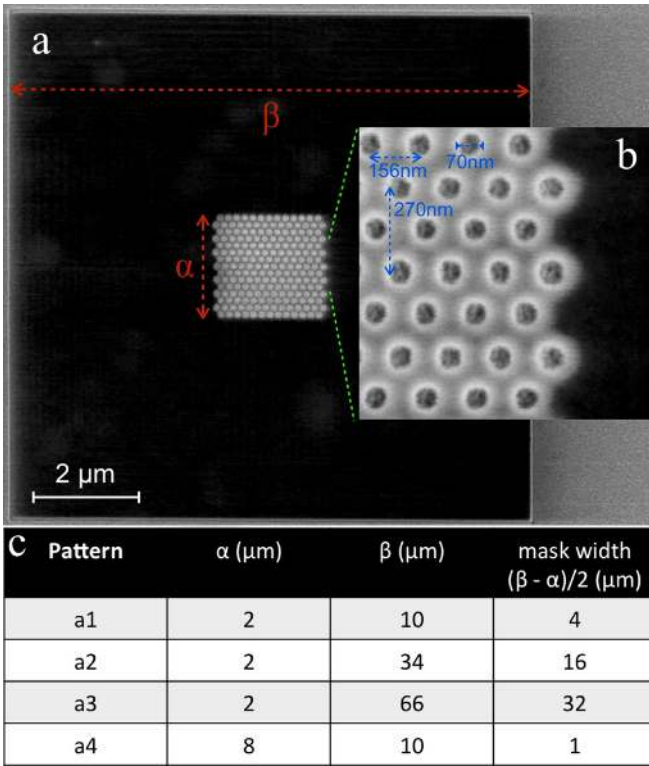 a
β
b
156nm
70nm
270nm
α
2 μm
c
Pattern α (μm) β (μm) mask width
(β - α)/2 (μm)
a1 2 10 4
a2 2 34 16
a3 2 66 32
a4 8 10 1